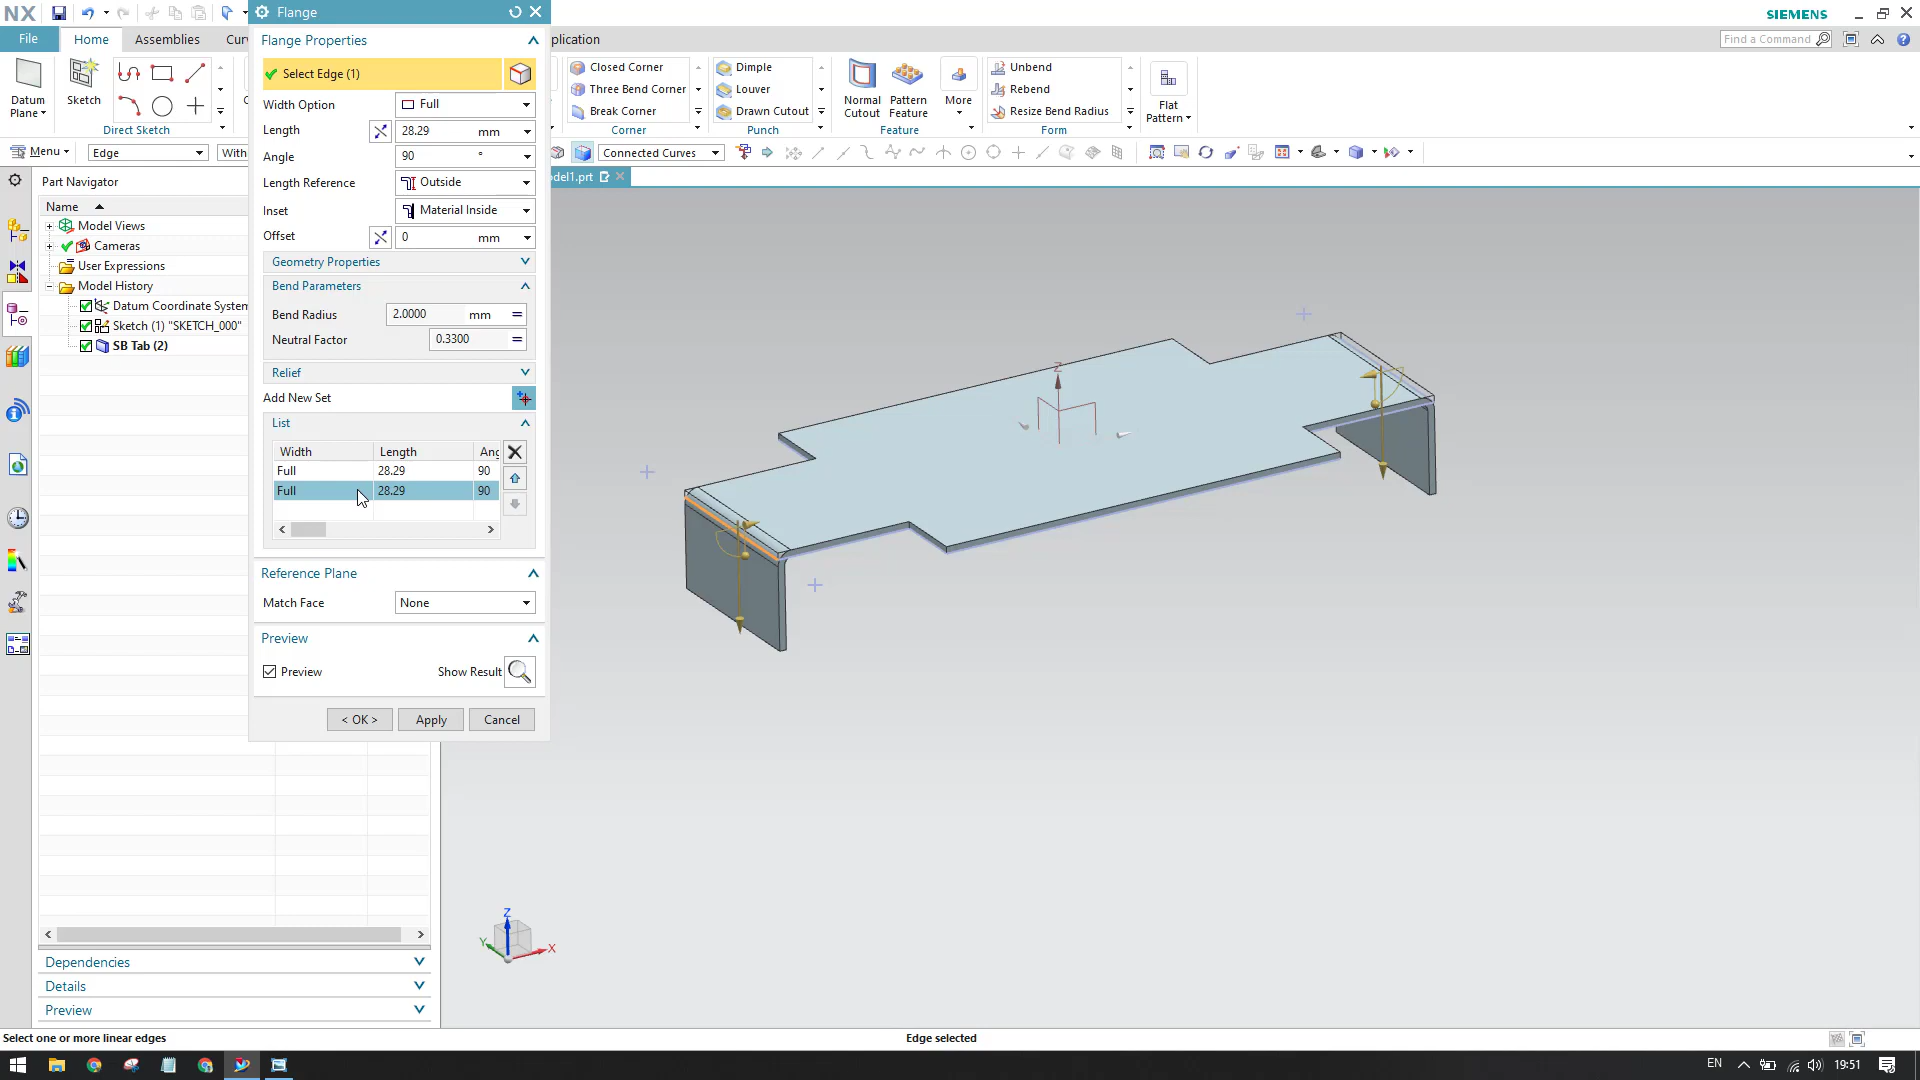 NX
Flange
SIEMENS
File
Home
Assemblies
Cur
plication
Find a Command
Datum
Plane
Sketch
Direct Sketch
Closed Corner
Three Bend Corner
Break Corner
Corner
Dimple
Louver
Drawn Cutout
Punch
Normal
Cutout
Pattern
Feature
More
Feature
Unbend
Rebend
Resize Bend Radius
Form
Flat
Pattern
Menu
Edge
With
Connected Curves
Part Navigator
Name
Model Views
Cameras
User Expressions
Model History
Datum Coordinate System
Sketch (1) "SKETCH_000"
SB Tab (2)
Dependencies
Details
Preview
Flange Properties
Select Edge (1)
Width Option
Full
Length
28.29 mm
Angle
90 °
Length Reference
Outside
Inset
Material Inside
Offset
0 mm
Geometry Properties
Bend Parameters
Bend Radius
2.0000 mm =
Neutral Factor
0.3300 =
Relief
Add New Set
List
Width Length Ang
Full 28.29 90
Full 28.29 90
Reference Plane
Match Face
None
Preview
Preview
Show Result
< OK >
Apply
Cancel
del1.prt
Z
Z
Y
X
Select one or more linear edges
Edge selected
EN
19:51